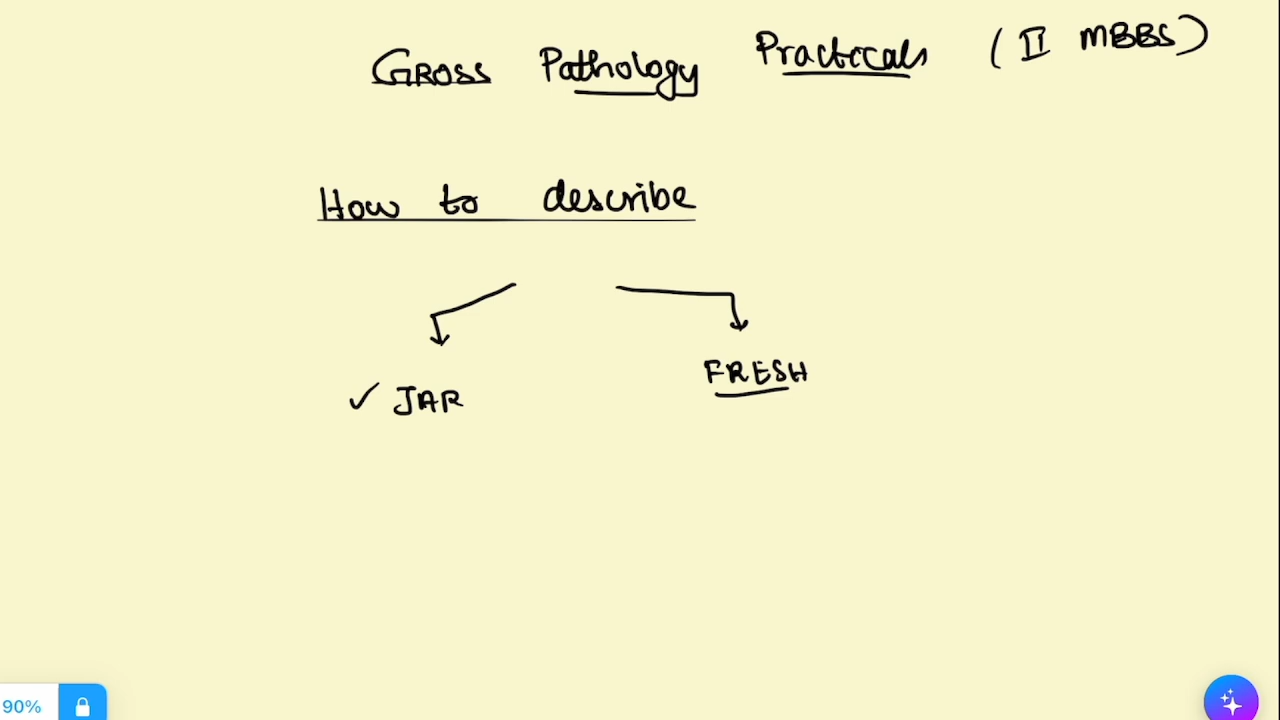 GROSS Pathology Practicals (II MBBS)
How to describe
✓ JAR
FRESH
90%